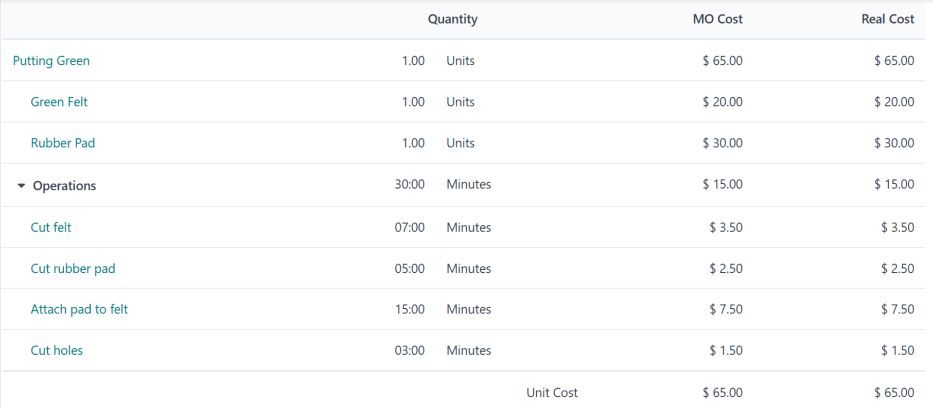 Quantity MO Cost Real Cost
Putting Green 1.00 Units $ 65.00 $ 65.00
Green Felt 1.00 Units $ 20.00 $ 20.00
Rubber Pad 1.00 Units $ 30.00 $ 30.00
Operations 30:00 Minutes $ 15.00 $ 15.00
Cut felt 07:00 Minutes $ 3.50 $ 3.50
Cut rubber pad 05:00 Minutes $ 2.50 $ 2.50
Attach pad to felt 15:00 Minutes $ 7.50 $ 7.50
Cut holes 03:00 Minutes $ 1.50 $ 1.50
Unit Cost $ 65.00 $ 65.00